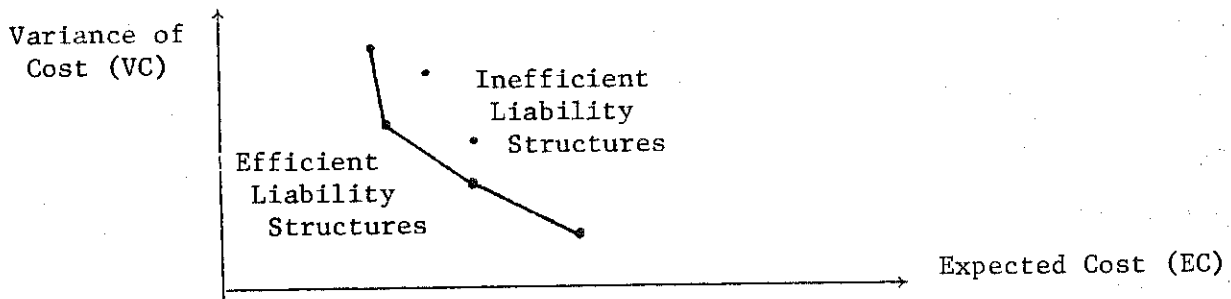 Variance of
Cost (VC)
Inefficient
Liability
Structures
Efficient
Liability
Structures
Expected Cost (EC)